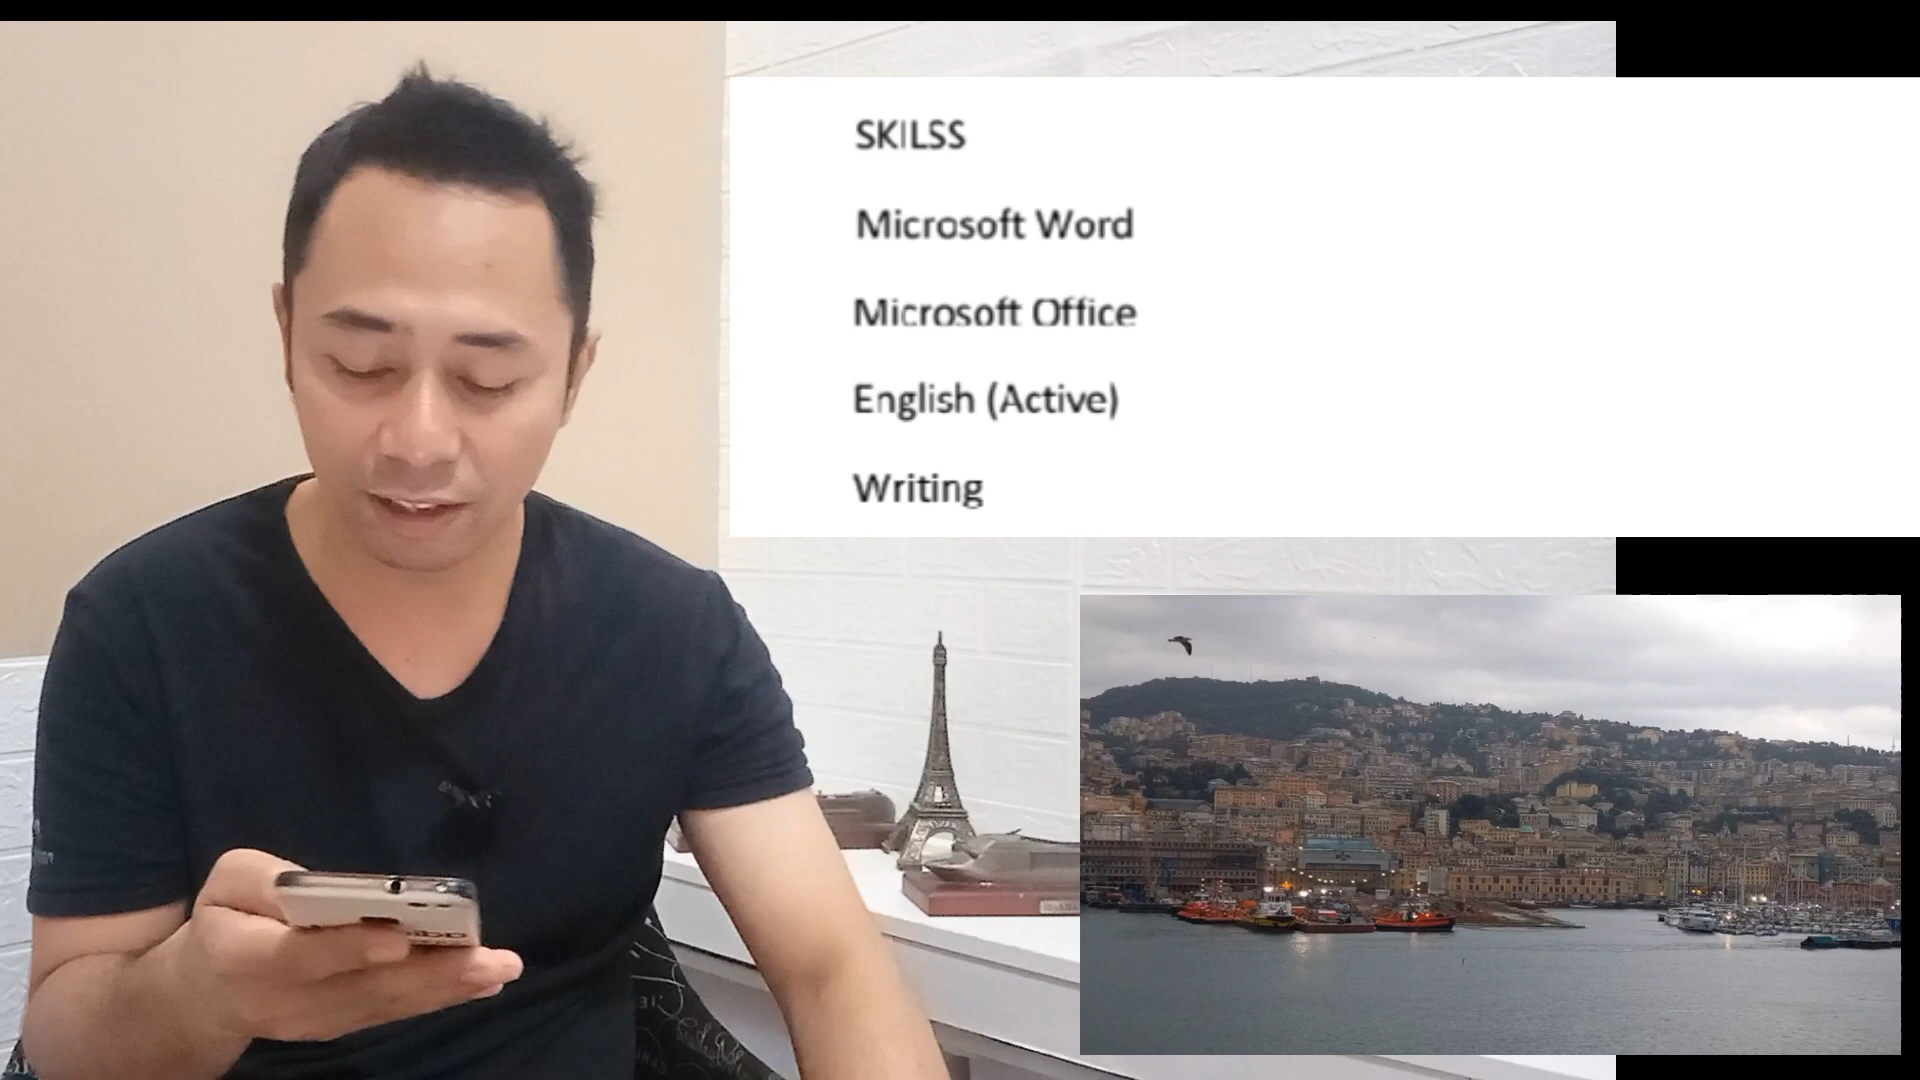 SKILSS
Microsoft Word
Microsoft Office
English (Active)
Writing